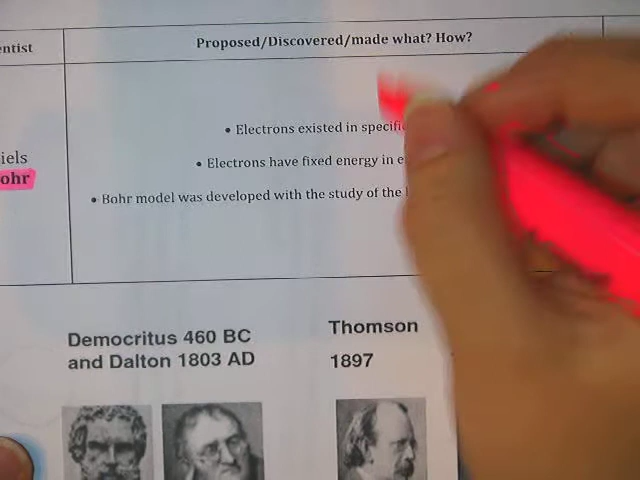 entist
Proposed/Discovered/made what? How?
• Electrons existed in specific
iels
• Electrons have fixed energy in
ohr
• Bohr model was developed with the study of the
Democritus 460 BC
and Dalton 1803 AD
Thomson
1897